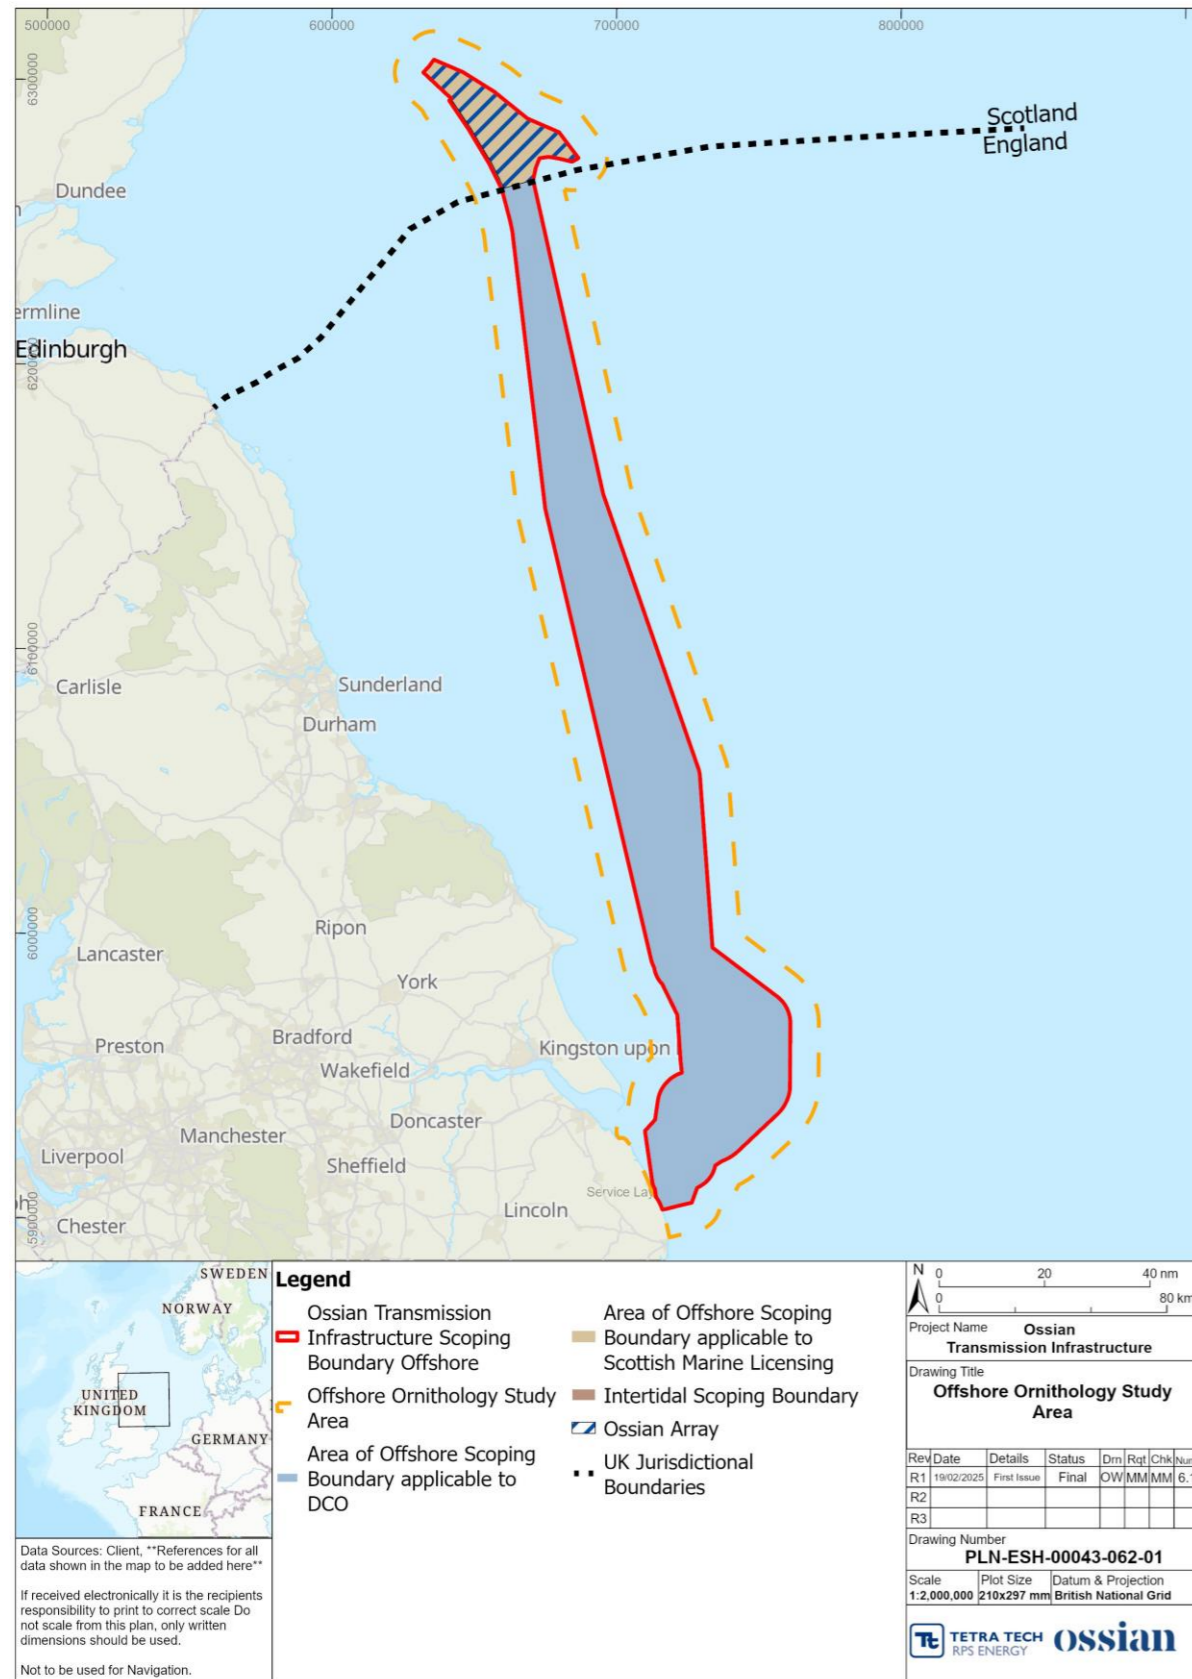 500000
600000
700000
800000
6300000
Scotland
England
Dundee
ermline
Edinburgh
6200000
6100000
Carlisle
Sunderland
Durham
6000000
Lancaster
Ripon
York
Preston
Bradford
Kingston upon
Wakefield
Doncaster
Manchester
Liverpool
Sheffield
Service La
Lincoln
5900000
Chester
SWEDEN
NORWAY
UNITED
KINGDOM
GERMANY
FRANCE
Data Sources: Client, **References for all
data shown in the map to be added here**
If received electronically it is the recipients
responsibility to print to correct scale Do
not scale from this plan, only written
dimensions should be used.
Not to be used for Navigation.
Legend
Ossian Transmission
Infrastructure Scoping
Boundary Offshore
Offshore Ornithology Study
Area
Area of Offshore Scoping
Boundary applicable to
DCO
Area of Offshore Scoping
Boundary applicable to
Scottish Marine Licensing
Intertidal Scoping Boundary
Ossian Array
UK Jurisdictional
Boundaries
N
0 20 40 nm
0 80 km
Project Name
Ossian
Transmission Infrastructure
Drawing Title
Offshore Ornithology Study
Area
Rev Date Details Status Drn Rqt Chk
R1 19/02/2025 First Issue Final OW MM MM 6.1
R2
R3
Drawing Number
PLN-ESH-00043-062-01
Scale Plot Size Datum & Projection
1:2,000,000 210x297 mm British National Grid
Tt TETRA TECH
RPS ENERGY
ossian